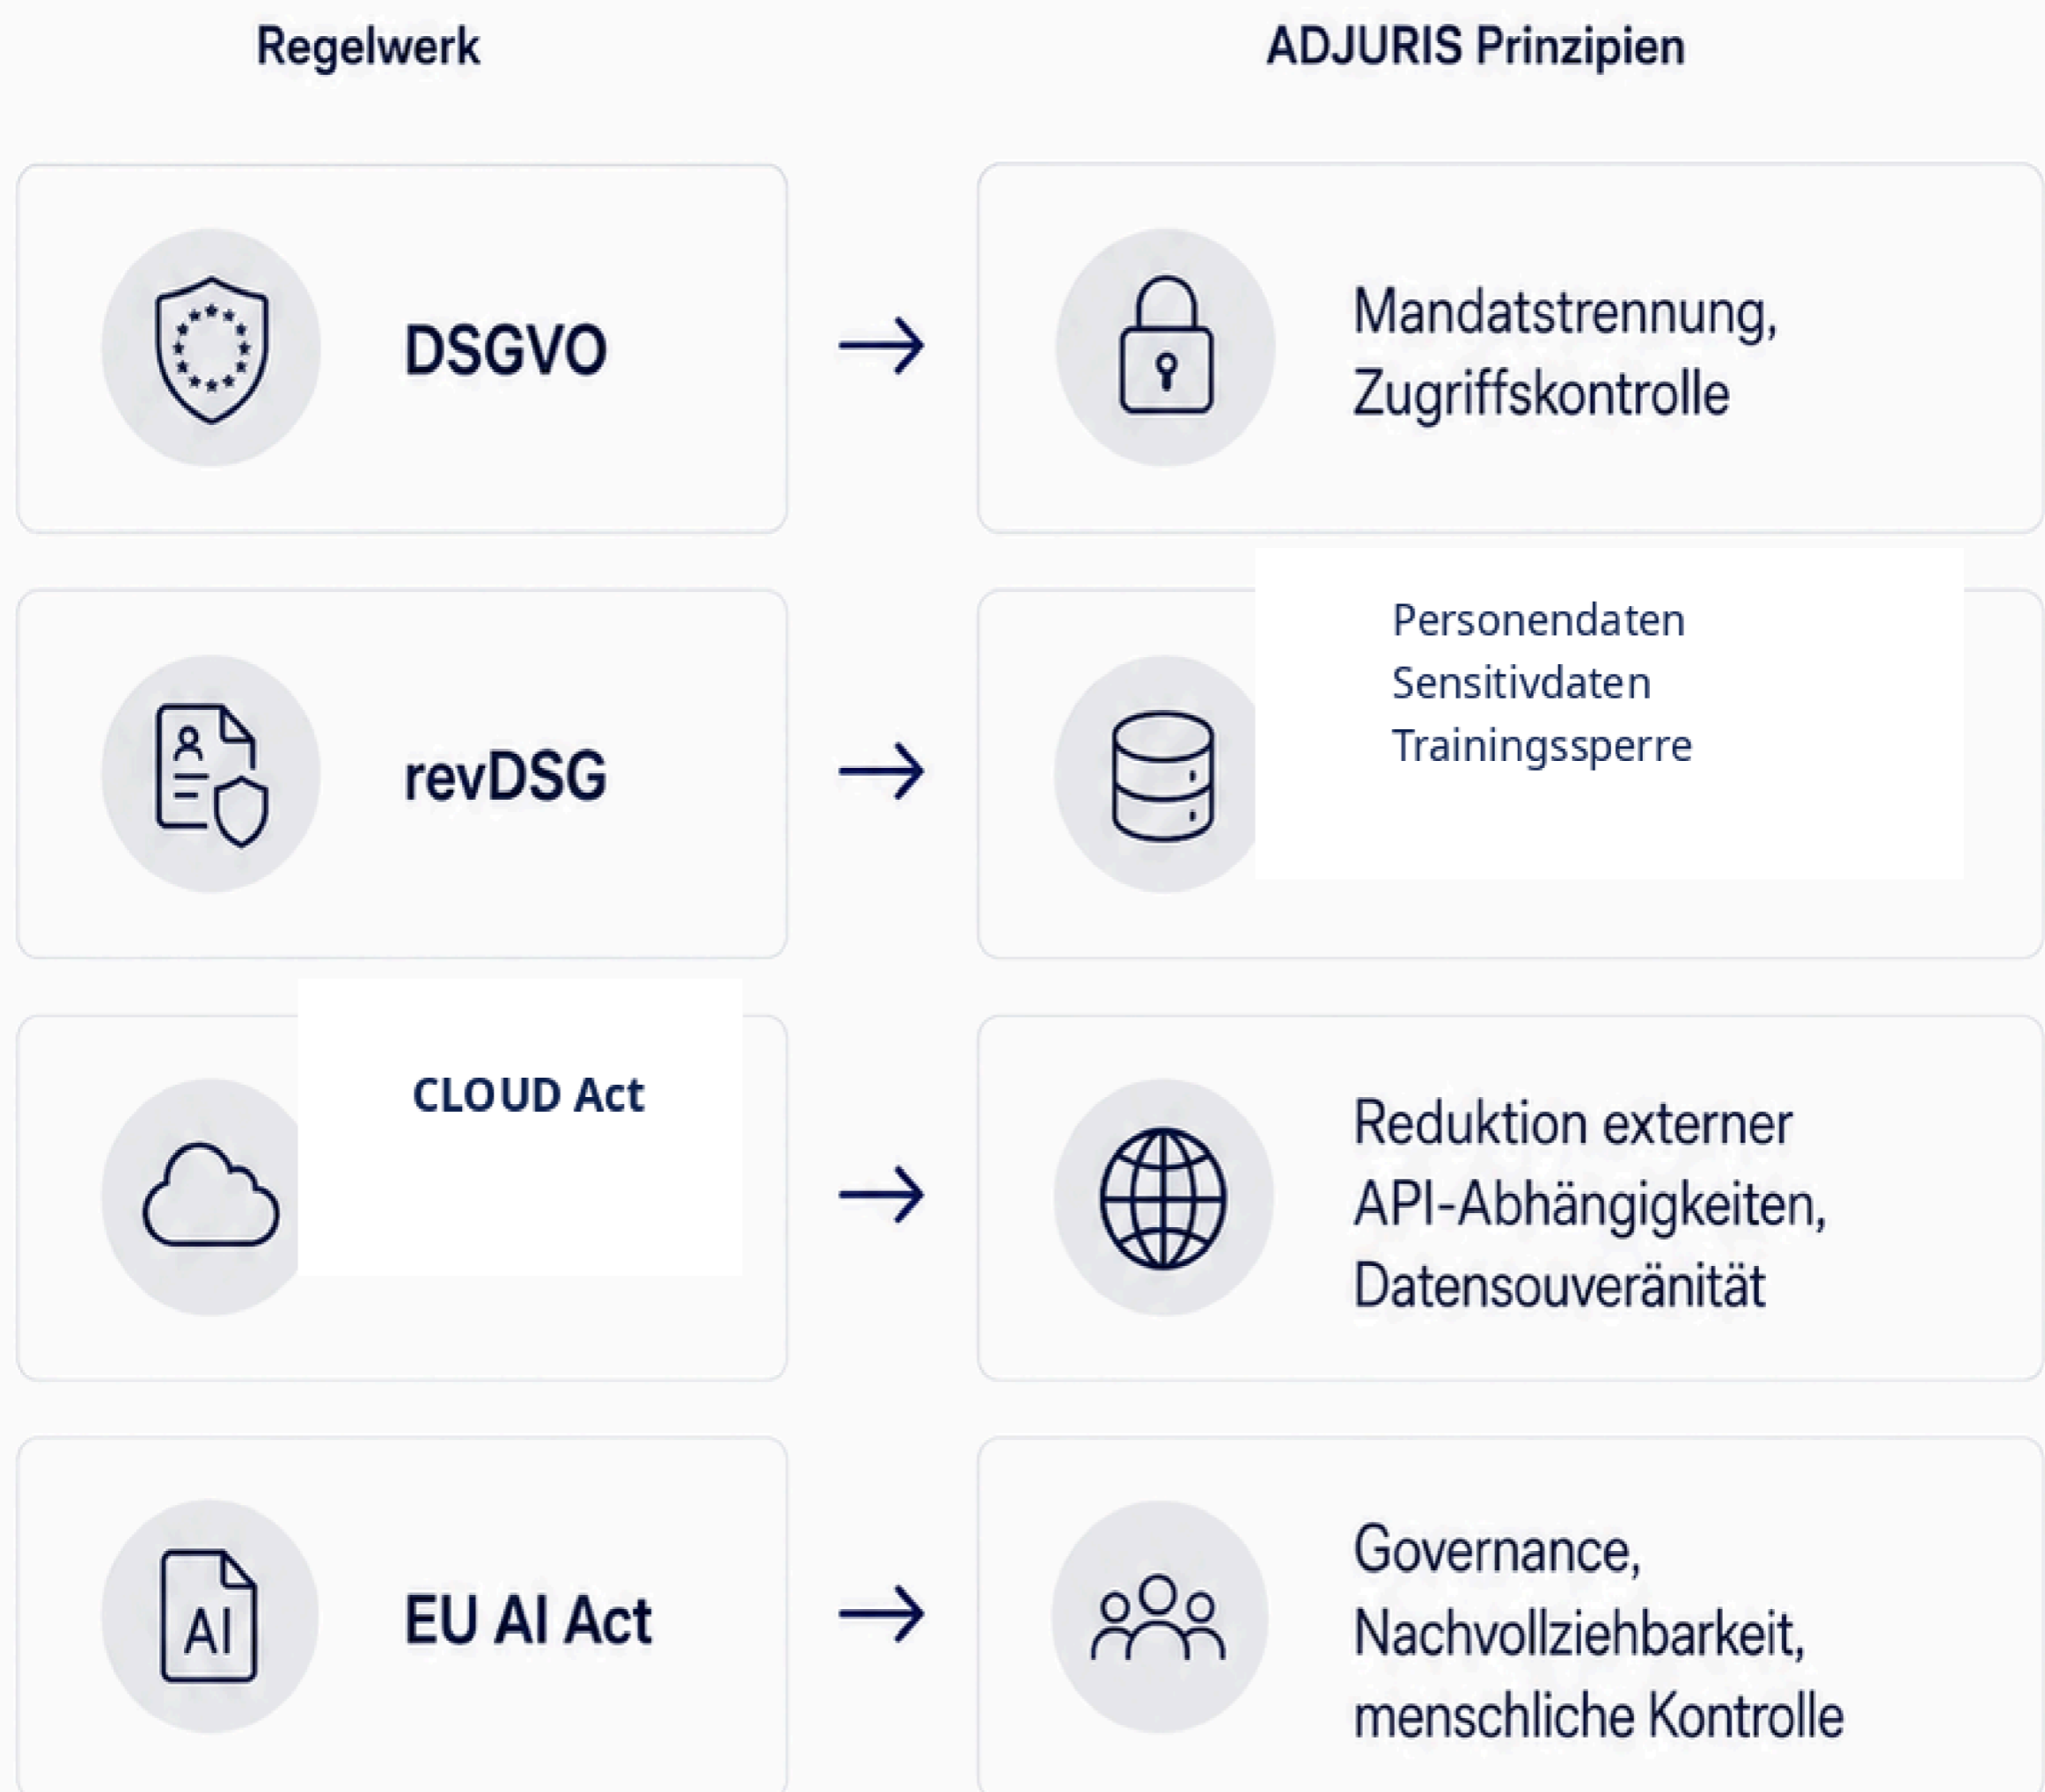 Regelwerk
ADJURIS Prinzipien
DSGVO
Mandatstrennung,
Zugriffskontrolle
revDSG
Personendaten
Sensitivdaten
Trainingssperre
CLOUD Act
Reduktion externer
API-Abhängigkeiten,
Datensouveränität
AI
EU AI Act
Governance,
Nachvollziehbarkeit,
menschliche Kontrolle